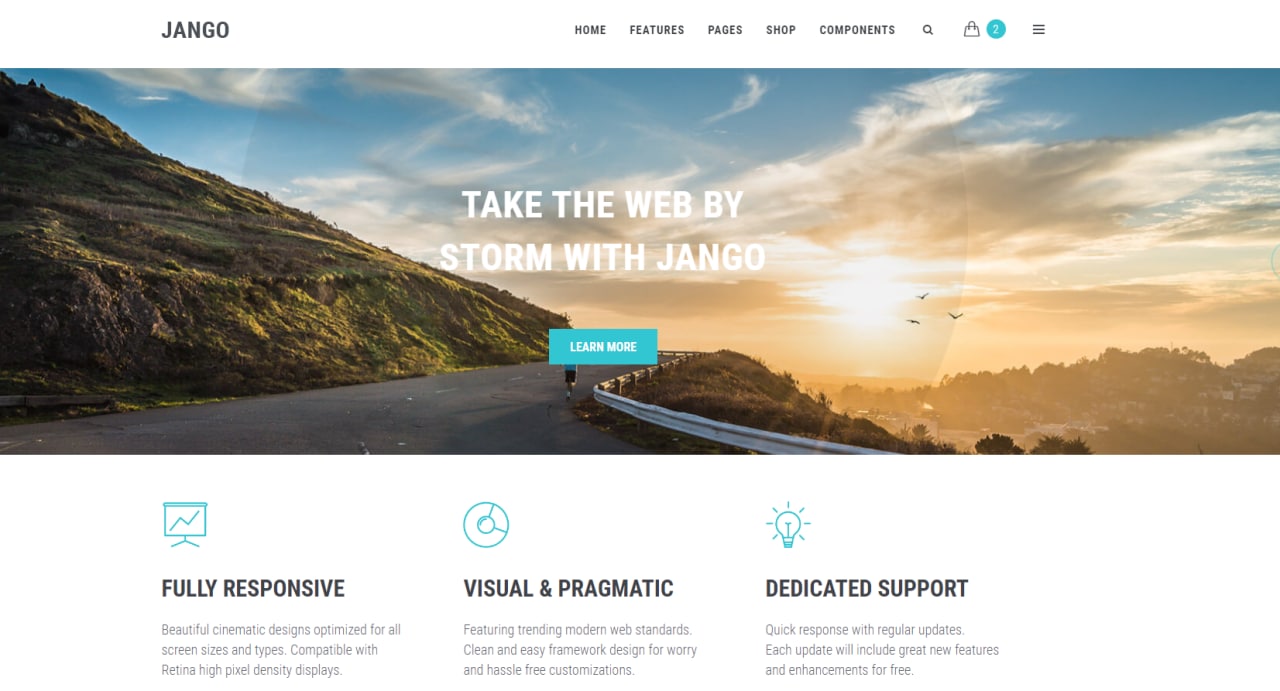 JANGO
HOME FEATURES PAGES SHOP COMPONENTS 2
TAKE THE WEB BY
STORM WITH JANGO
LEARN MORE
FULLY RESPONSIVE
Beautiful cinematic designs optimized for all
screen sizes and types. Compatible with
Retina high pixel density displays.
VISUAL & PRAGMATIC
Featuring trending modern web standards.
Clean and easy framework design for worry
and hassle free customizations.
DEDICATED SUPPORT
Quick response with regular updates.
Each update will include great new features
and enhancements for free.